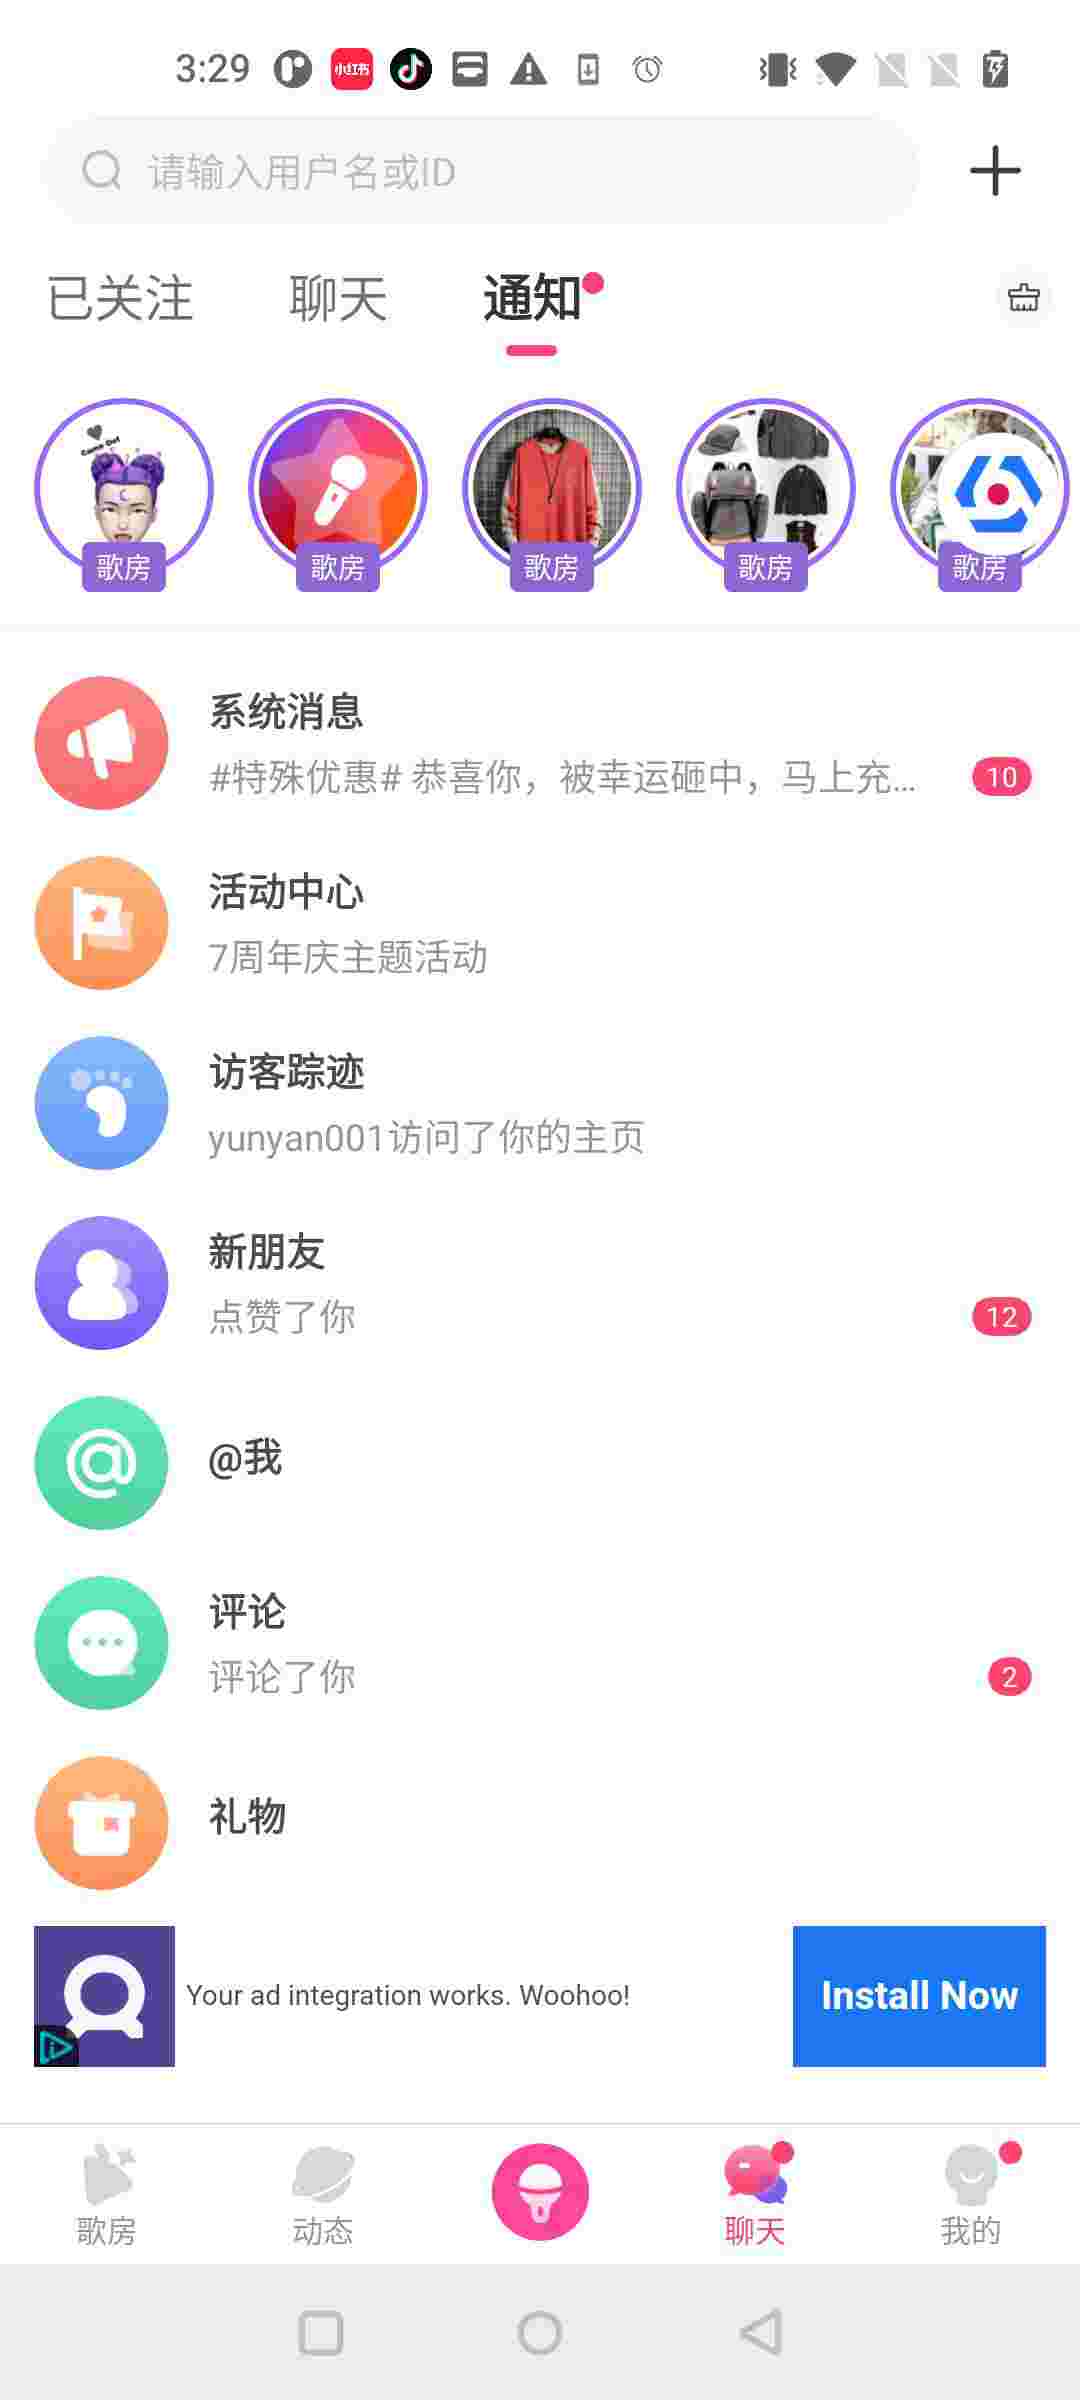 3:29
小红书
请输入用户名或ID
已关注 聊天 通知
Come Out
歌房 歌房 歌房 歌房 歌房
系统消息
#特殊优惠# 恭喜你，被幸运砸中，马上充...
10
活动中心
7周年庆主题活动
访客踪迹
yunyan001访问了你的主页
新朋友
点赞了你
12
@我
评论
评论了你
2
礼物
Your ad integration works. Woohoo!
Install Now
歌房 动态 聊天 我的